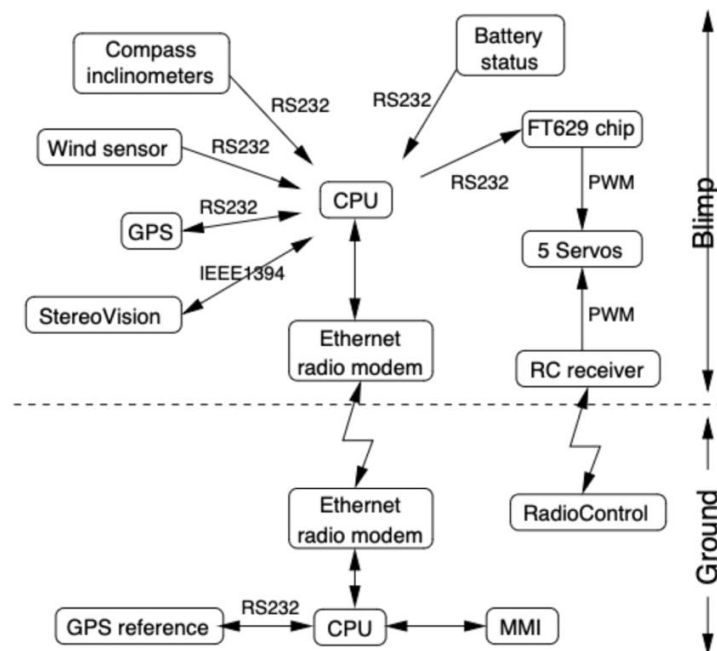 Compass
inclinometers
Battery
status
RS232
RS232
FT629 chip
Wind sensor
RS232
RS232
PWM
CPU
RS232
GPS
5 Servos
IEEE1394
StereoVision
PWM
Ethernet
radio modem
RC receiver
Blimp
Ethernet
radio modem
RadioControl
Ground
RS232
GPS reference
CPU
MMI